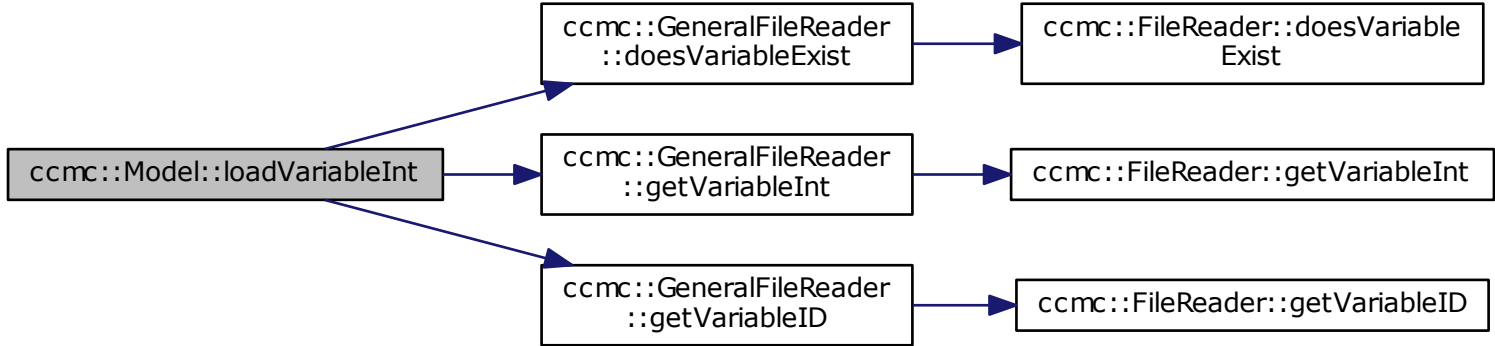 ccmc::GeneralFileReader
::doesVariableExist
ccmc::FileReader::doesVariable
Exist
ccmc::Model::loadVariableInt
ccmc::GeneralFileReader
::getVariableInt
ccmc::FileReader::getVariableInt
ccmc::GeneralFileReader
::getVariableID
ccmc::FileReader::getVariableID